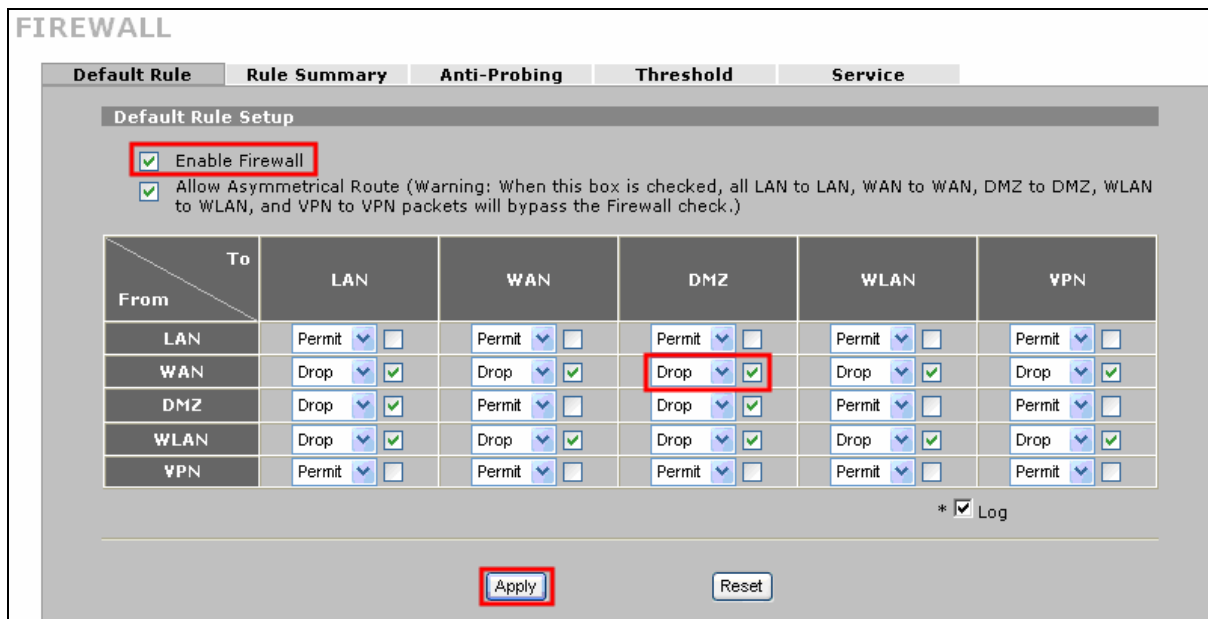 FIREWALL
Default Rule Rule Summary Anti-Probing Threshold Service
Default Rule Setup
Enable Firewall
Allow Asymmetrical Route (Warning: When this box is checked, all LAN to LAN, WAN to WAN, DMZ to DMZ, WLAN
to WLAN, and VPN to VPN packets will bypass the Firewall check.)
To
From
LAN WAN DMZ WLAN VPN
LAN Permit Permit Permit Permit Permit
WAN Drop Drop Drop Drop Drop
DMZ Drop Permit Drop Permit Permit
WLAN Drop Drop Drop Drop Drop
VPN Permit Permit Permit Permit Permit
* Log
Apply Reset